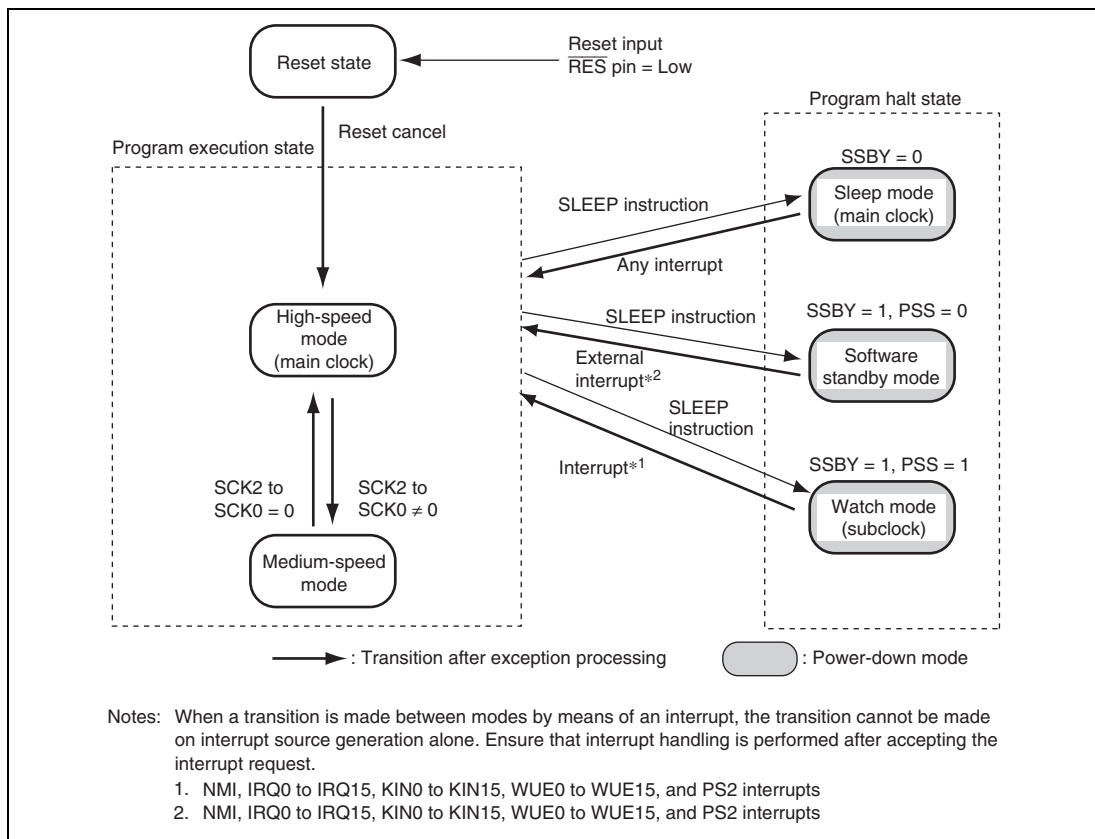 Reset state
Reset input
RES pin = Low
Reset cancel
Program execution state
Program halt state
SSBY = 0
Sleep mode
(main clock)
SLEEP instruction
Any interrupt
High-speed
mode
(main clock)
SLEEP instruction
External
interrupt*2
SSBY = 1, PSS = 0
Software
standby mode
SLEEP
instruction
Interrupt*1
SSBY = 1, PSS = 1
Watch mode
(subclock)
SCK2 to
SCK0 = 0
SCK2 to
SCK0 ≠ 0
Medium-speed
mode
: Transition after exception processing
: Power-down mode
Notes: When a transition is made between modes by means of an interrupt, the transition cannot be made
on interrupt source generation alone. Ensure that interrupt handling is performed after accepting the
interrupt request.
1. NMI, IRQ0 to IRQ15, KIN0 to KIN15, WUE0 to WUE15, and PS2 interrupts
2. NMI, IRQ0 to IRQ15, KIN0 to KIN15, WUE0 to WUE15, and PS2 interrupts